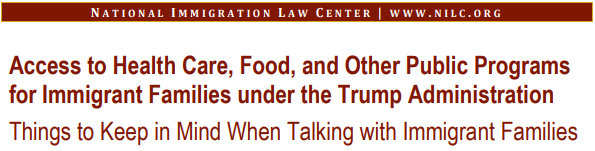 NATIONAL IMMIGRATION LAW CENTER | WWW.NILC.ORG
Access to Health Care, Food, and Other Public Programs
for Immigrant Families under the Trump Administration
Things to Keep in Mind When Talking with Immigrant Families